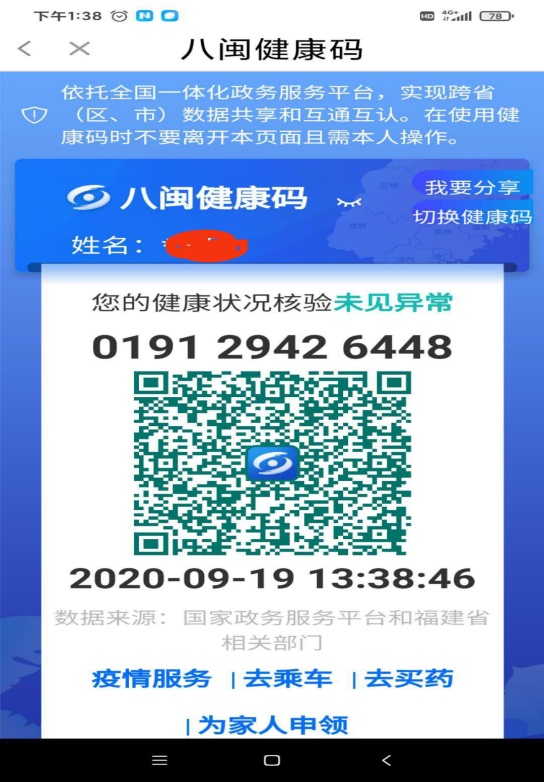 下午1:38
HD 4G+ 78
八闽健康码
依托全国一体化政务服务平台，实现跨省
（区、市）数据共享和互通互认。在使用健
康码时不要离开本页面且需本人操作。
八闽健康码
我要分享
切换健康码
姓名：
您的健康状况核验未见异常
0191 2942 6448
2020-09-19 13:38:46
数据来源：国家政务服务平台和福建省
相关部门
疫情服务 | 去乘车 | 去买药
| 为家人申领